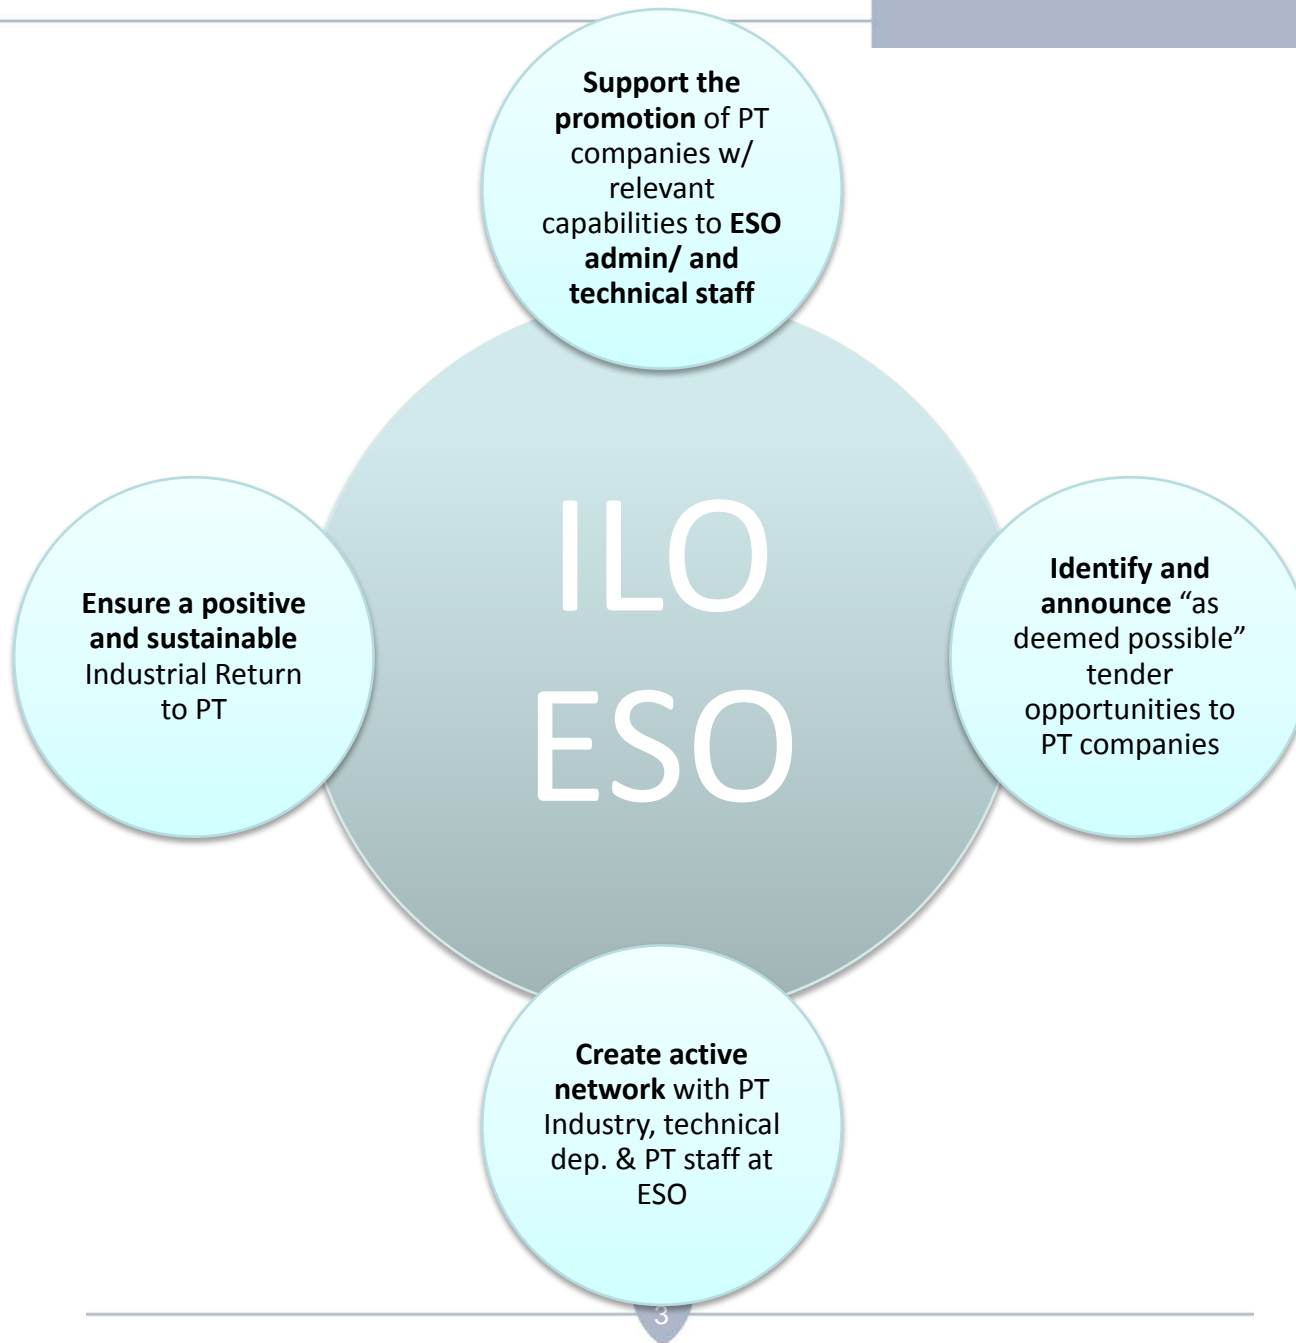 Support the
promotion of PT
companies w/
relevant
capabilities to ESO
admin/ and
technical staff
ILO
ESO
Ensure a positive
and sustainable
Industrial Return
to PT
Identify and
announce “as
deemed possible”
tender
opportunities to
PT companies
Create active
network with PT
Industry, technical
dep. & PT staff at
ESO
3